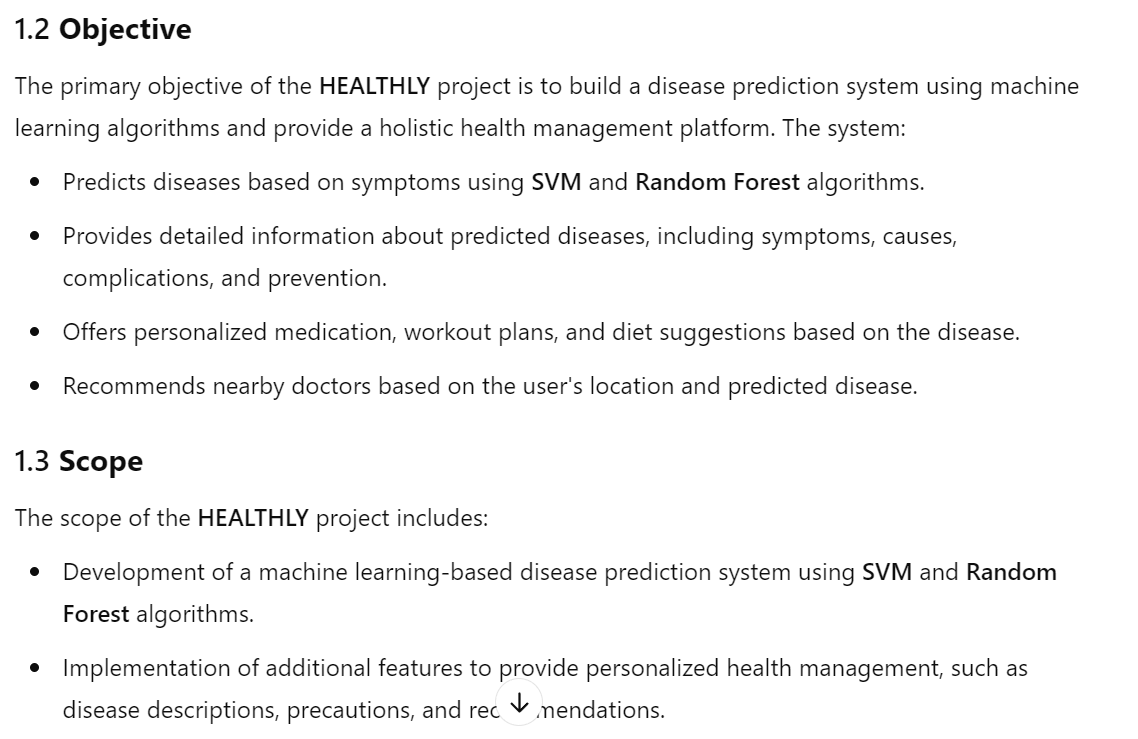 1.2 Objective
The primary objective of the HEALTHLY project is to build a disease prediction system using machine
learning algorithms and provide a holistic health management platform. The system:
• Predicts diseases based on symptoms using SVM and Random Forest algorithms.
• Provides detailed information about predicted diseases, including symptoms, causes,
complications, and prevention.
• Offers personalized medication, workout plans, and diet suggestions based on the disease.
• Recommends nearby doctors based on the user's location and predicted disease.
1.3 Scope
The scope of the HEALTHLY project includes:
• Development of a machine learning-based disease prediction system using SVM and Random
Forest algorithms.
• Implementation of additional features to provide personalized health management, such as
disease descriptions, precautions, and recommendations.